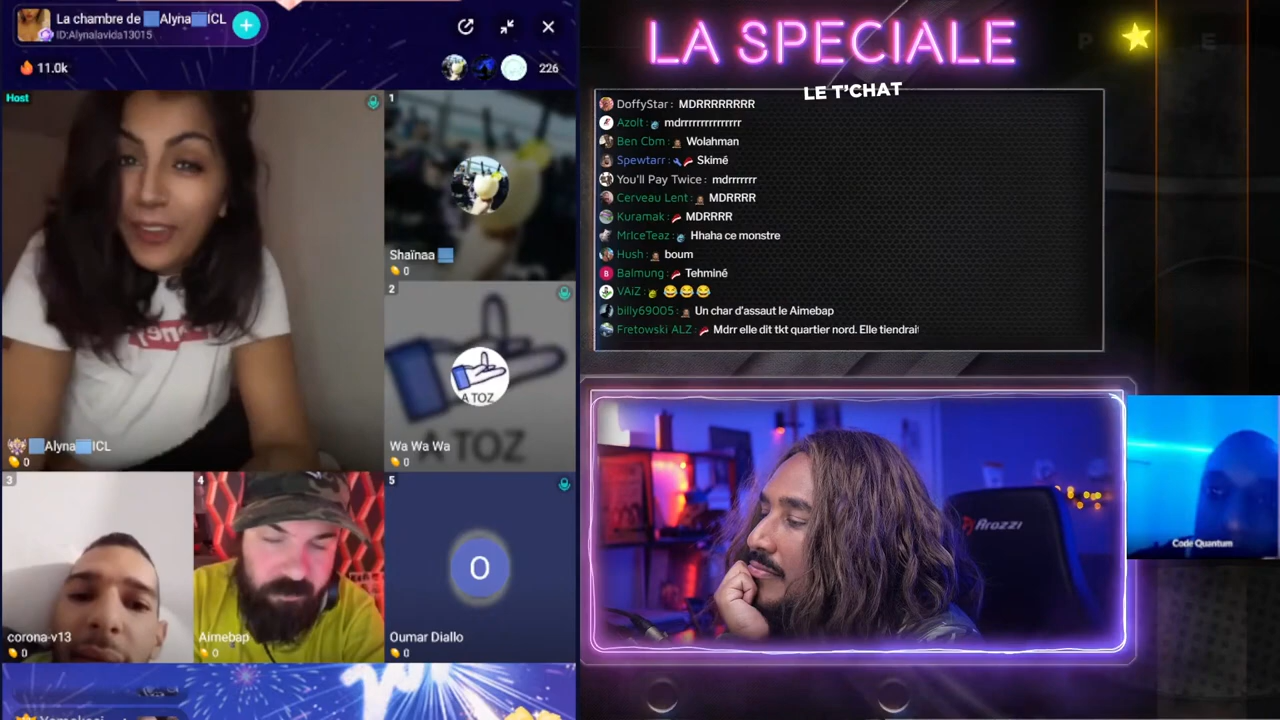 La chambre de Alyna ICL
ID:Alynalavida13015
11.0k
226
Host
1
Shaïnaa
0
2
A TOZ
A TOZ
Wa Wa Wa
0
Alyna ICL
0
3
corona-v13
0
4
Aimebap
0
5
O
Oumar Diallo
0
LA SPECIALE
LE T'CHAT
DoffyStar : MDRRRRRRRR
Azolt : mdrrrrrrrrrrrrrr
Ben Cbm : Wolahman
Spewtarr : Skimé
You'll Pay Twice : mdrrrrrrr
Cerveau Lent : MDRRRR
Kuramak : MDRRRR
MrIceTeaz : Hhaha ce monstre
Hush : boum
B Balmung : Tehminé
VAiZ : 😂😂😂
billy69005 : Un char d'assaut le Aimebap
Fretowski ALZ : Mdrr elle dit tkt quartier nord. Elle tiendrai
Arozzi
Code Quantum